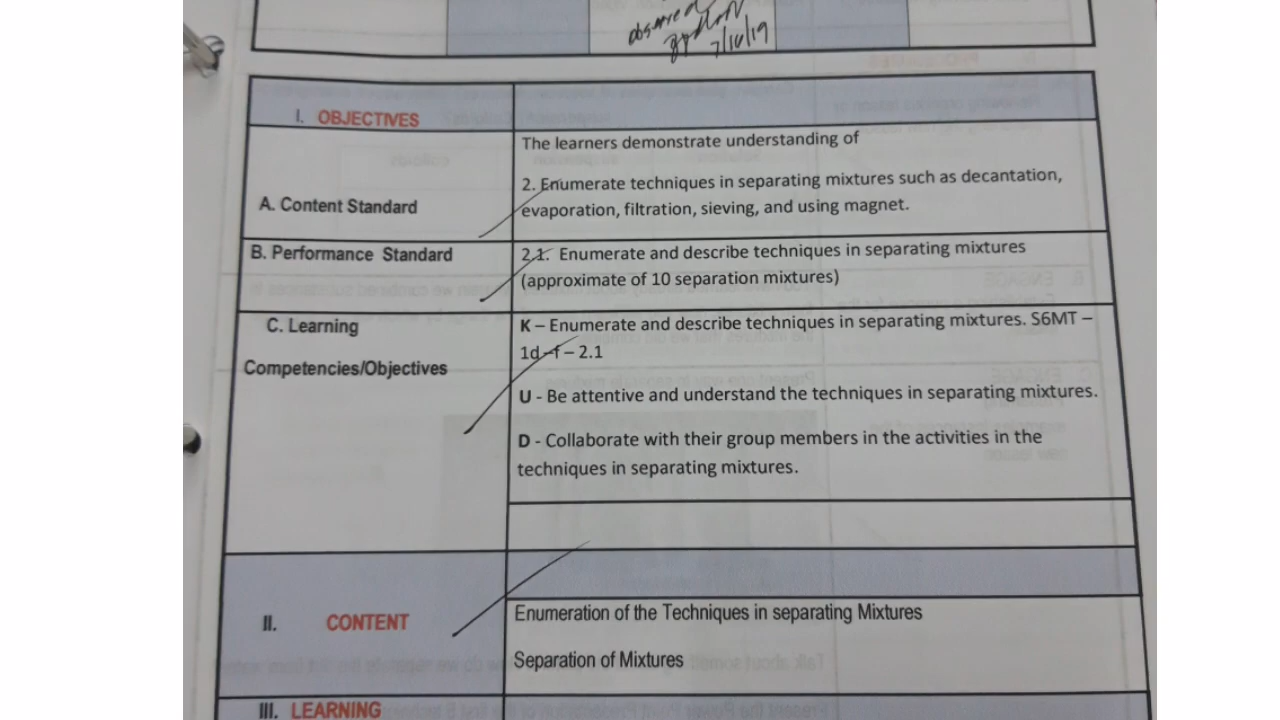 observed
7/16/19
I. OBJECTIVES
The learners demonstrate understanding of
A. Content Standard
2. Enumerate techniques in separating mixtures such as decantation,
evaporation, filtration, sieving, and using magnet.
B. Performance Standard
2.1. Enumerate and describe techniques in separating mixtures
(approximate of 10 separation mixtures)
C. Learning
Competencies/Objectives
K – Enumerate and describe techniques in separating mixtures. S6MT –
1d-f – 2.1
U - Be attentive and understand the techniques in separating mixtures.
D - Collaborate with their group members in the activities in the
techniques in separating mixtures.
II. CONTENT
Enumeration of the Techniques in separating Mixtures
Separation of Mixtures
III. LEARNING